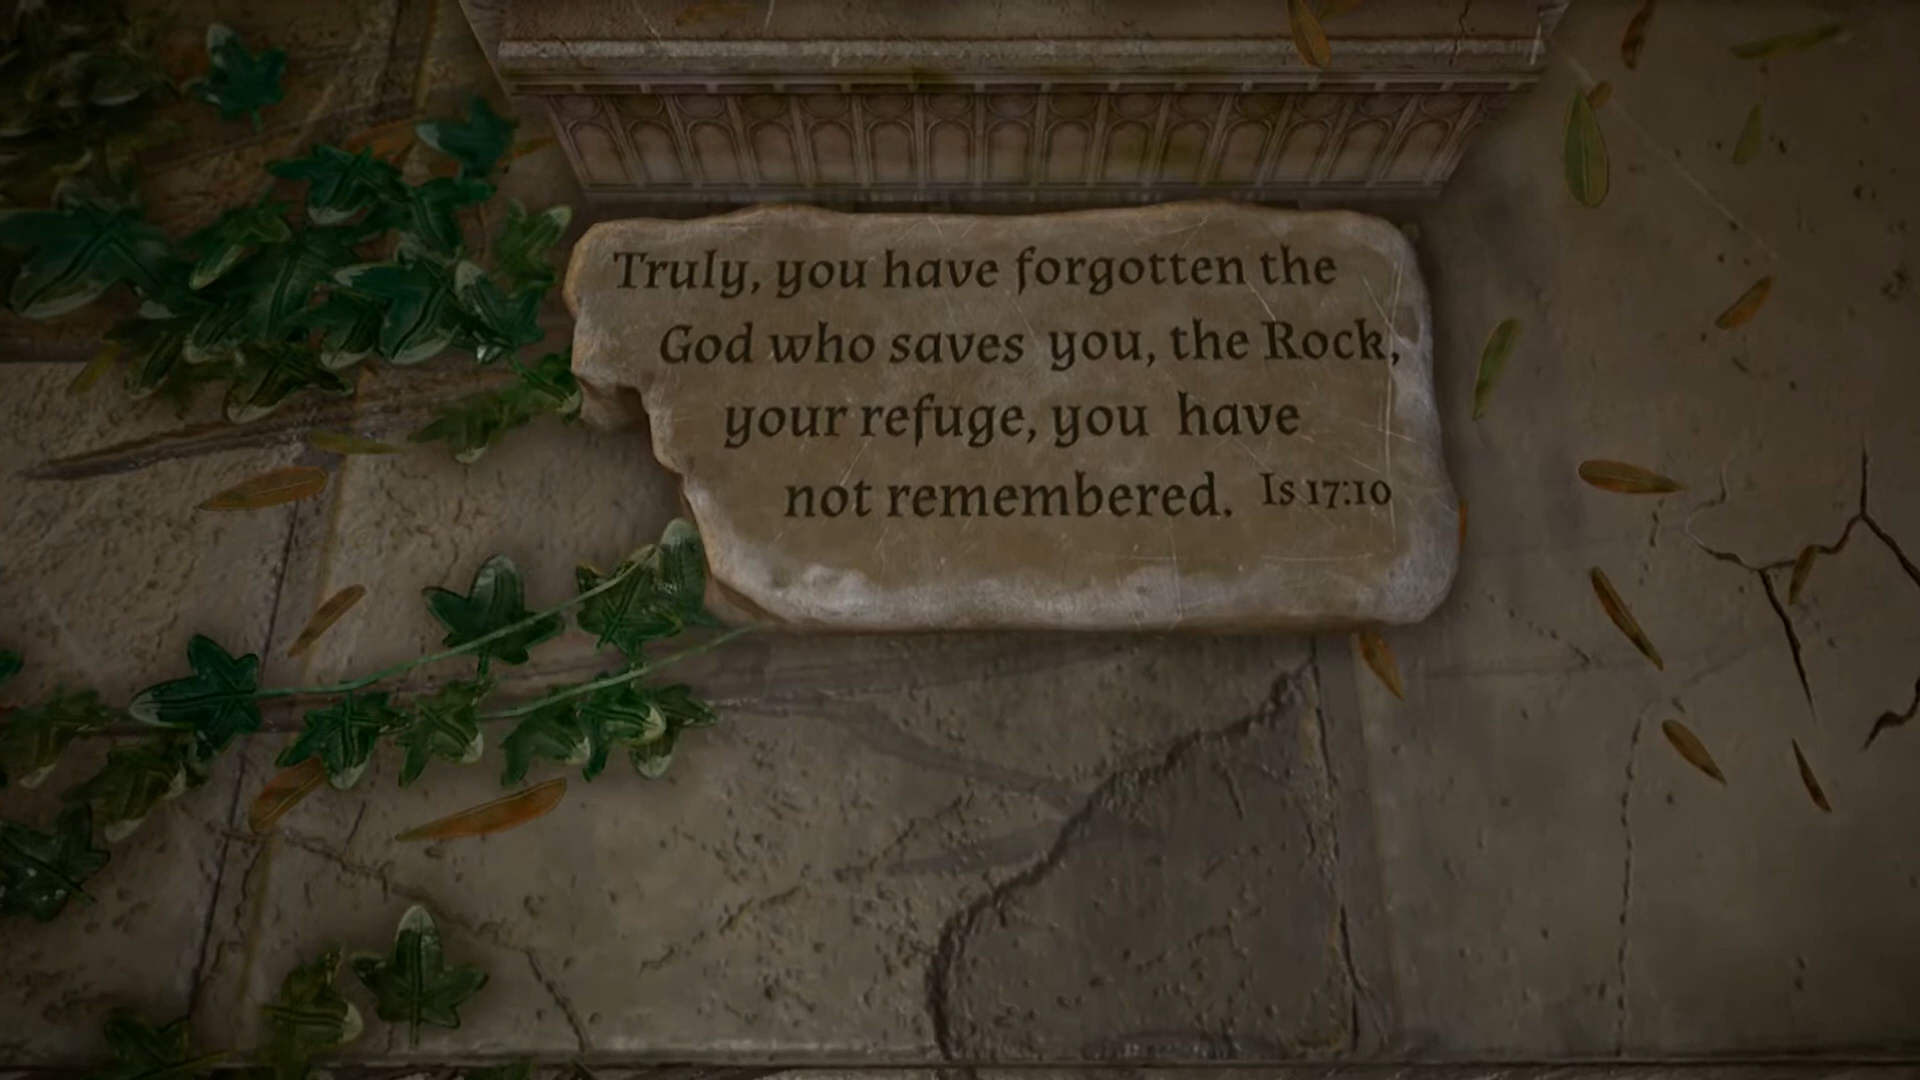 Truly, you have forgotten the
God who saves you, the Rock,
your refuge, you have
not remembered. Is 17:10